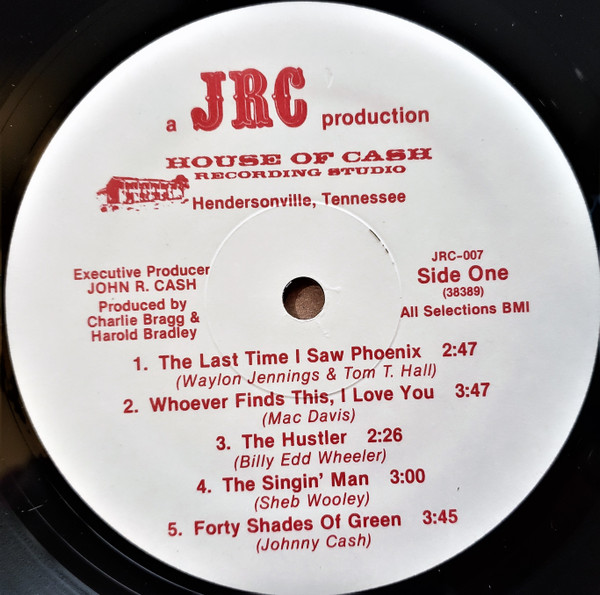 a JRC production
HOUSE OF CASH
RECORDING STUDIO
Hendersonville, Tennessee
Executive Producer
JOHN R. CASH
Produced by
Charlie Bragg &
Harold Bradley
JRC-007
Side One
(38389)
All Selections BMI
1. The Last Time I Saw Phoenix 2:47
(Waylon Jennings & Tom T. Hall)
2. Whoever Finds This, I Love You 3:47
(Mac Davis)
3. The Hustler 2:26
(Billy Edd Wheeler)
4. The Singin' Man 3:00
(Sheb Wooley)
5. Forty Shades Of Green 3:45
(Johnny Cash)